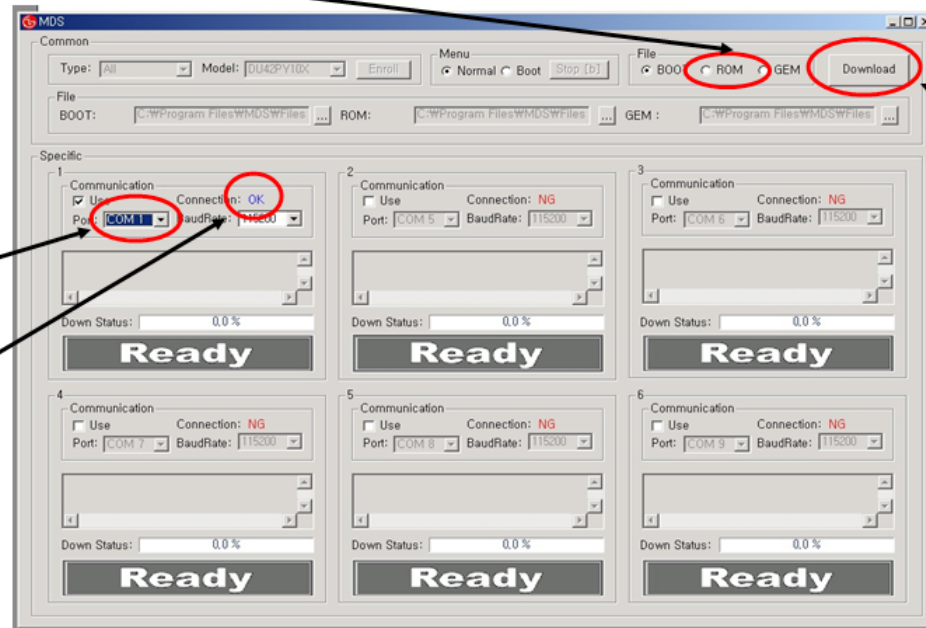 MDS
Common
Type: All Model: DU42PY10X Enroll
Menu
Normal Boot Stop [b]
File
BOOT ROM GEM Download
File
BOOT: C:₩Program Files₩MDS₩Files ... ROM: C:₩Program Files₩MDS₩Files ... GEM : C:₩Program Files₩MDS₩Files ...
Specific
1
Communication
Use Connection: OK
Port: COM 1 BaudRate: 115200
Down Status: 0,0 %
Ready
2
Communication
Use Connection: NG
Port: COM 5 BaudRate: 115200
Down Status: 0,0 %
Ready
3
Communication
Use Connection: NG
Port: COM 6 BaudRate: 115200
Down Status: 0,0 %
Ready
4
Communication
Use Connection: NG
Port: COM 7 BaudRate: 115200
Down Status: 0,0 %
Ready
5
Communication
Use Connection: NG
Port: COM 8 BaudRate: 115200
Down Status: 0,0 %
Ready
6
Communication
Use Connection: NG
Port: COM 9 BaudRate: 115200
Down Status: 0,0 %
Ready